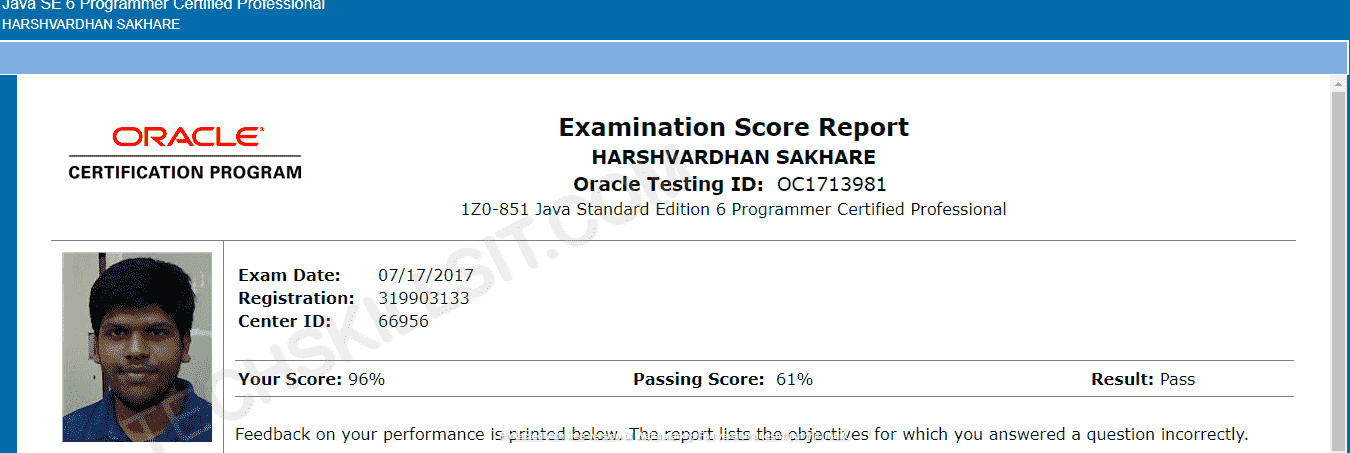 Java SE 6 Programmer Certified Professional
HARSHVARDHAN SAKHARE
ORACLE
CERTIFICATION PROGRAM
Examination Score Report
HARSHVARDHAN SAKHARE
Oracle Testing ID: OC1713981
1Z0-851 Java Standard Edition 6 Programmer Certified Professional
Exam Date: 07/17/2017
Registration: 319903133
Center ID: 66956
Your Score: 96% Passing Score: 61% Result: Pass
Feedback on your performance is printed below. The report lists the objectives for which you answered a question incorrectly.
TECHSKILLSIT.COM